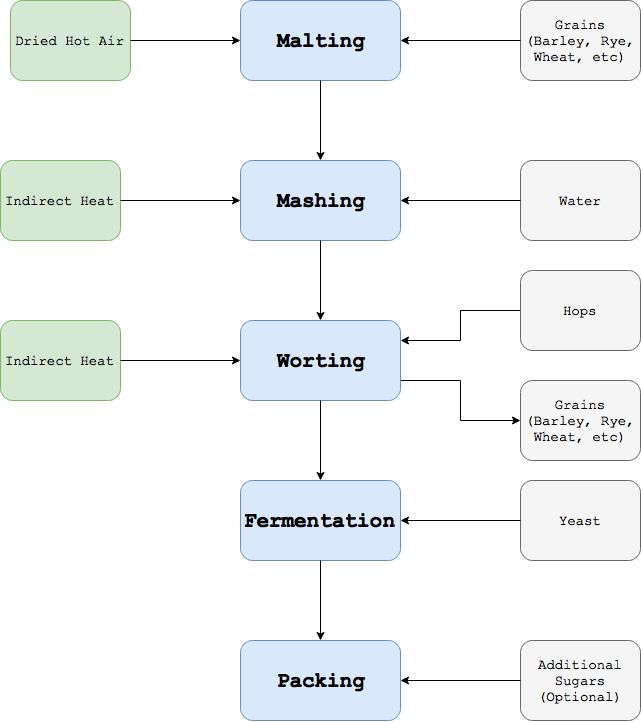 Dried Hot Air
Malting
Grains
(Barley, Rye,
Wheat, etc)
Indirect Heat
Mashing
Water
Hops
Indirect Heat
Worting
Grains
(Barley, Rye,
Wheat, etc)
Fermentation
Yeast
Packing
Additional
Sugars
(Optional)